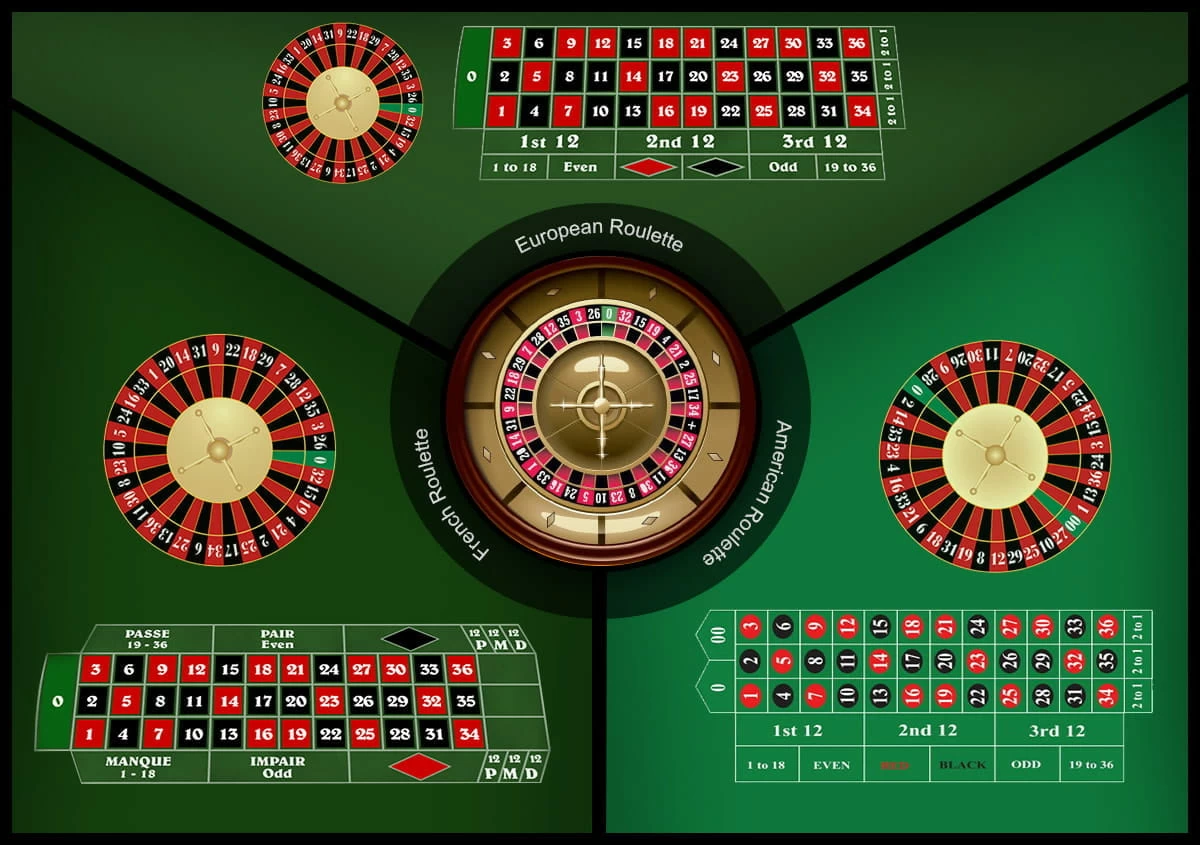 3 6 9 12 15 18 21 24 27 30 33 36 2 to 1
0
2 5 8 11 14 17 20 23 26 29 32 35 2 to 1
1 4 7 10 13 16 19 22 25 28 31 34 2 to 1
1st 12 2nd 12 3rd 12
1 to 18 Even Odd 19 to 36
European Roulette
French Roulette
American Roulette
PASSE PAIR 12 12 12
19 - 36 Even P M D
3 6 9 12 15 18 21 24 27 30 33 36
0
2 5 8 11 14 17 20 23 26 29 32 35
1 4 7 10 13 16 19 22 25 28 31 34
MANQUE IMPAIR 12 12 12
1 - 18 Odd P M D
00
0
3 6 9 12 15 18 21 24 27 30 33 36 2 to 1
2 5 8 11 14 17 20 23 26 29 32 35 2 to 1
1 4 7 10 13 16 19 22 25 28 31 34 2 to 1
1st 12 2nd 12 3rd 12
1 to 18 EVEN RED BLACK ODD 19 to 36